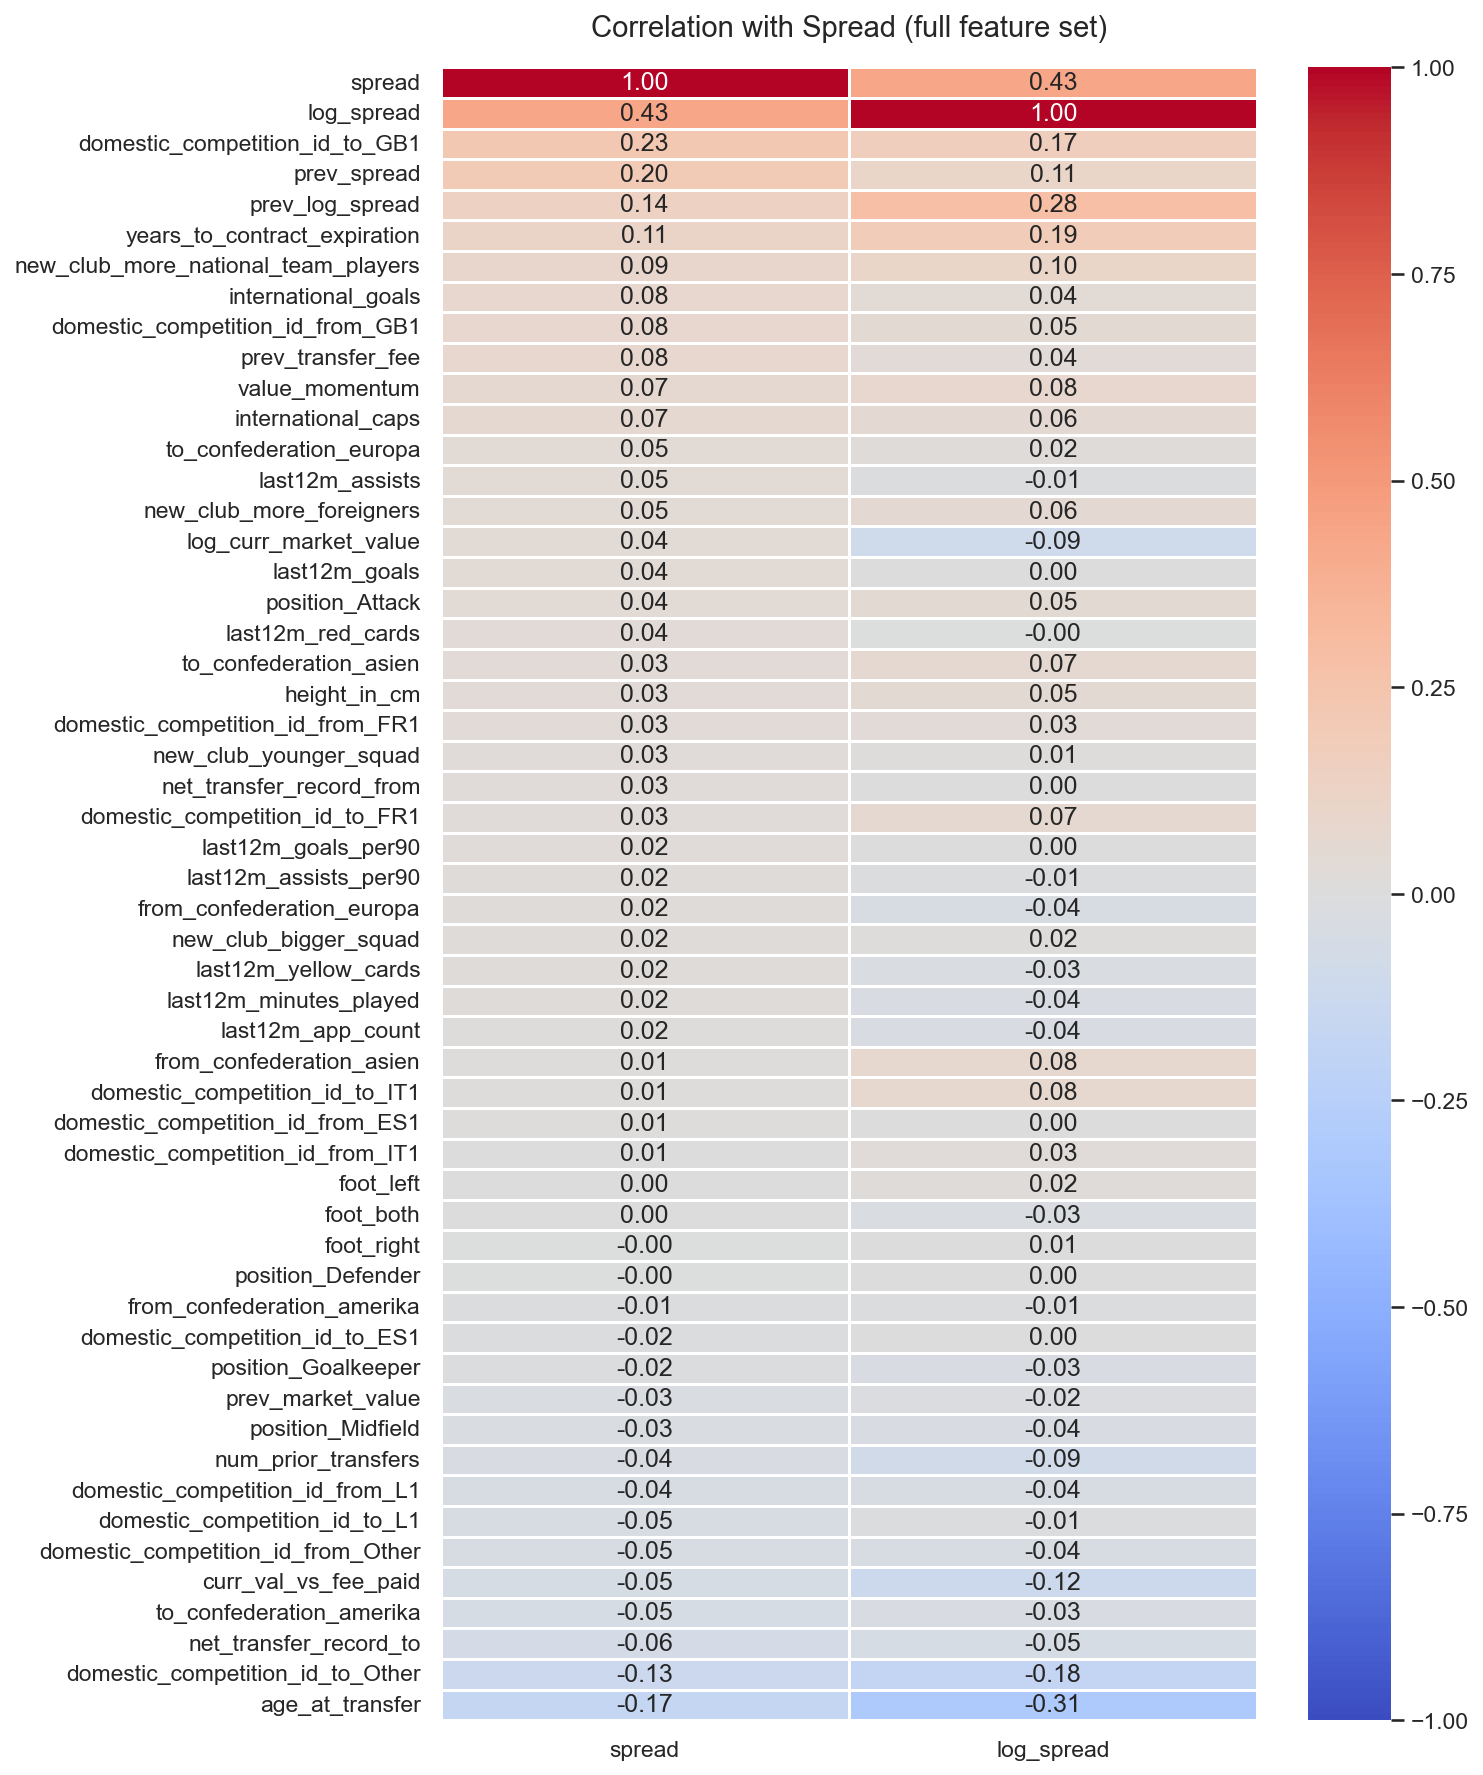 Correlation with Spread (full feature set)
spread 1.00 0.43
log_spread 0.43 1.00
domestic_competition_id_to_GB1 0.23 0.17
prev_spread 0.20 0.11
prev_log_spread 0.14 0.28
years_to_contract_expiration 0.11 0.19
new_club_more_national_team_players 0.09 0.10
international_goals 0.08 0.04
domestic_competition_id_from_GB1 0.08 0.05
prev_transfer_fee 0.08 0.04
value_momentum 0.07 0.08
international_caps 0.07 0.06
to_confederation_europa 0.05 0.02
last12m_assists 0.05 -0.01
new_club_more_foreigners 0.05 0.06
log_curr_market_value 0.04 -0.09
last12m_goals 0.04 0.00
position_Attack 0.04 0.05
last12m_red_cards 0.04 -0.00
to_confederation_asien 0.03 0.07
height_in_cm 0.03 0.05
domestic_competition_id_from_FR1 0.03 0.03
new_club_younger_squad 0.03 0.01
net_transfer_record_from 0.03 0.00
domestic_competition_id_to_FR1 0.03 0.07
last12m_goals_per90 0.02 0.00
last12m_assists_per90 0.02 -0.01
from_confederation_europa 0.02 -0.04
new_club_bigger_squad 0.02 0.02
last12m_yellow_cards 0.02 -0.03
last12m_minutes_played 0.02 -0.04
last12m_app_count 0.02 -0.04
from_confederation_asien 0.01 0.08
domestic_competition_id_to_IT1 0.01 0.08
domestic_competition_id_from_ES1 0.01 0.00
domestic_competition_id_from_IT1 0.01 0.03
foot_left 0.00 0.02
foot_both 0.00 -0.03
foot_right -0.00 0.01
position_Defender -0.00 0.00
from_confederation_amerika -0.01 -0.01
domestic_competition_id_to_ES1 -0.02 0.00
position_Goalkeeper -0.02 -0.03
prev_market_value -0.03 -0.02
position_Midfield -0.03 -0.04
num_prior_transfers -0.04 -0.09
domestic_competition_id_from_L1 -0.04 -0.04
domestic_competition_id_to_L1 -0.05 -0.01
domestic_competition_id_from_Other -0.05 -0.04
curr_val_vs_fee_paid -0.05 -0.12
to_confederation_amerika -0.05 -0.03
net_transfer_record_to -0.06 -0.05
domestic_competition_id_to_Other -0.13 -0.18
age_at_transfer -0.17 -0.31
spread log_spread
1.00
0.75
0.50
0.25
0.00
−0.25
−0.50
−0.75
−1.00